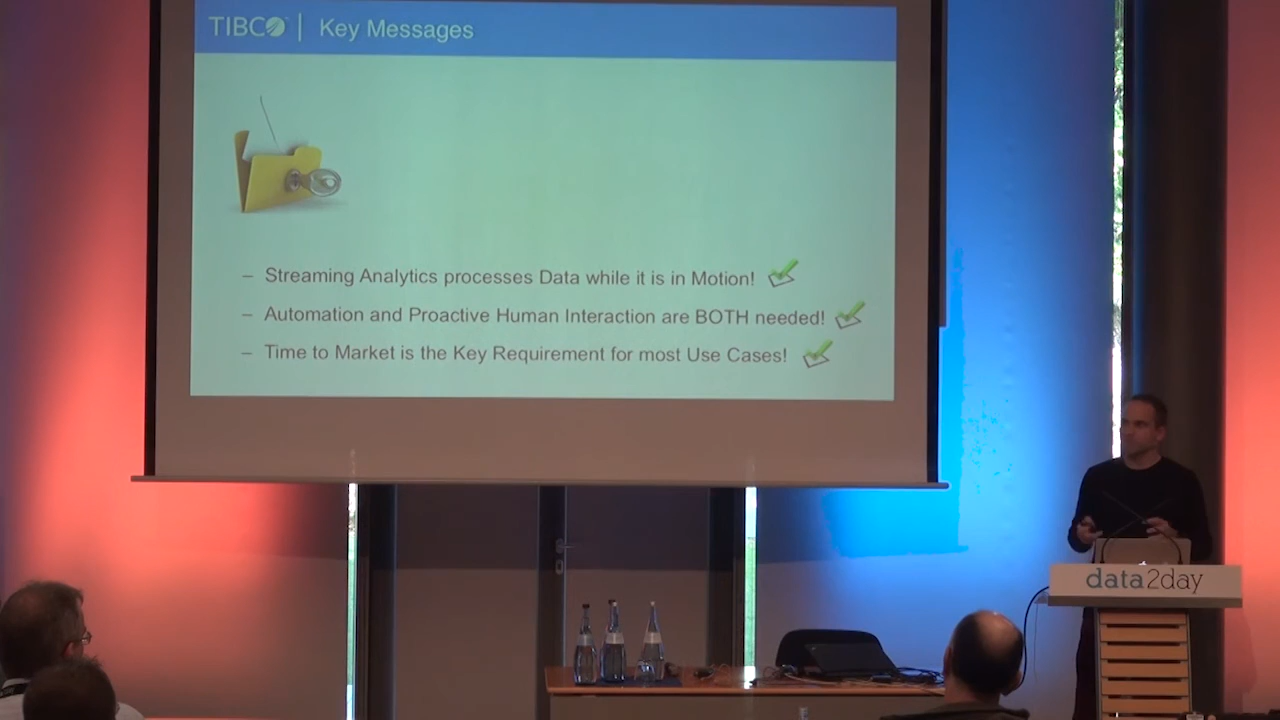 TIBCO | Key Messages
– Streaming Analytics processes Data while it is in Motion!
– Automation and Proactive Human Interaction are BOTH needed!
– Time to Market is the Key Requirement for most Use Cases!
data2day